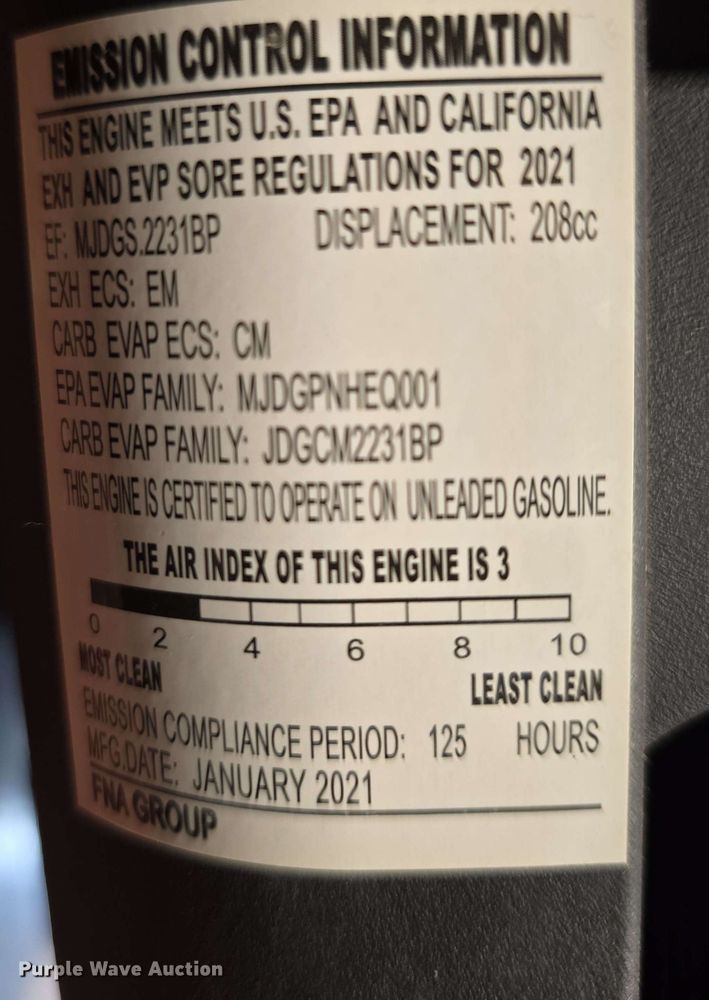 EMISSION CONTROL INFORMATION
THIS ENGINE MEETS U.S. EPA AND CALIFORNIA
EXH AND EVP SORE REGULATIONS FOR 2021
EF: MJDGS.2231BP DISPLACEMENT: 208cc
EXH ECS: EM
CARB EVAP ECS: CM
EPA EVAP FAMILY: MJDGPNHEQ001
CARB EVAP FAMILY: JDGCM2231BP
THIS ENGINE IS CERTIFIED TO OPERATE ON UNLEADED GASOLINE.
THE AIR INDEX OF THIS ENGINE IS 3
0 2 4 6 8 10
MOST CLEAN LEAST CLEAN
EMISSION COMPLIANCE PERIOD: 125 HOURS
MFG.DATE: JANUARY 2021
FNA GROUP
Purple Wave Auction